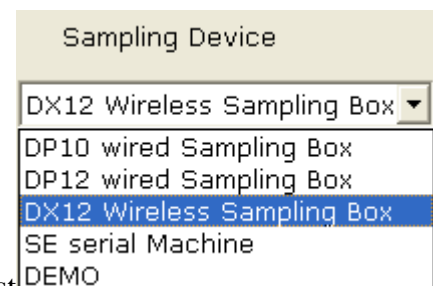 Sampling Device
DX12 Wireless Sampling Box
DP10 wired Sampling Box
DP12 wired Sampling Box
DX12 Wireless Sampling Box
SE serial Machine
DEMO